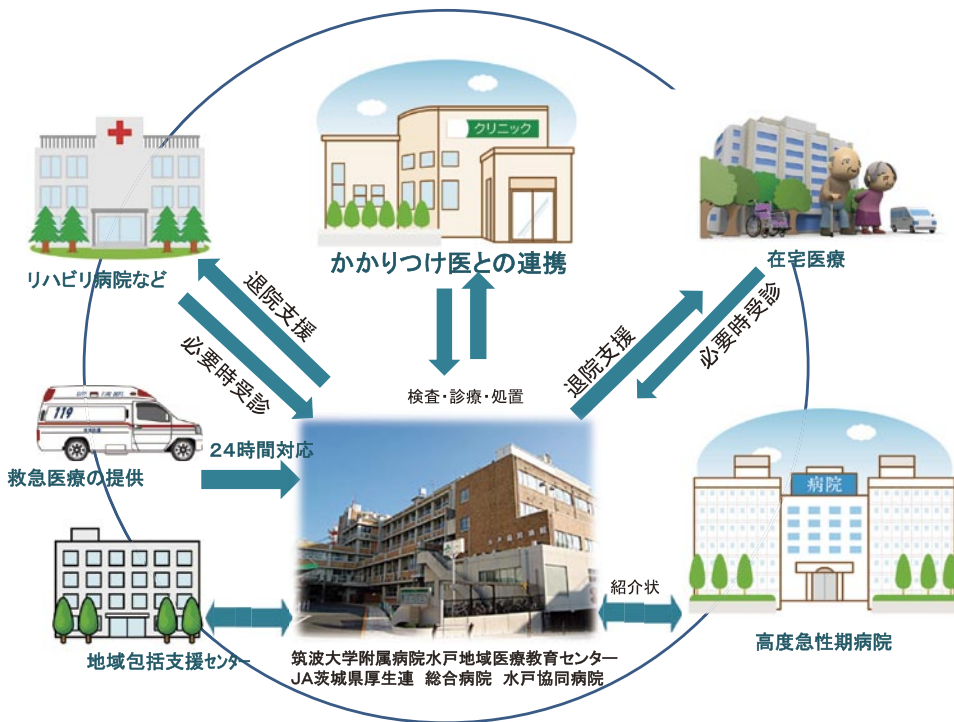 クリニック
かかりつけ医との連携
リハビリ病院など
在宅医療
退院支援
必要時受診
退院支援
必要時受診
検査・診療・処置
119
救急医療の提供
24時間対応
病院
紹介状
高度急性期病院
地域包括支援センター
筑波大学附属病院水戸地域医療教育センター
JA茨城県厚生連 総合病院 水戸協同病院